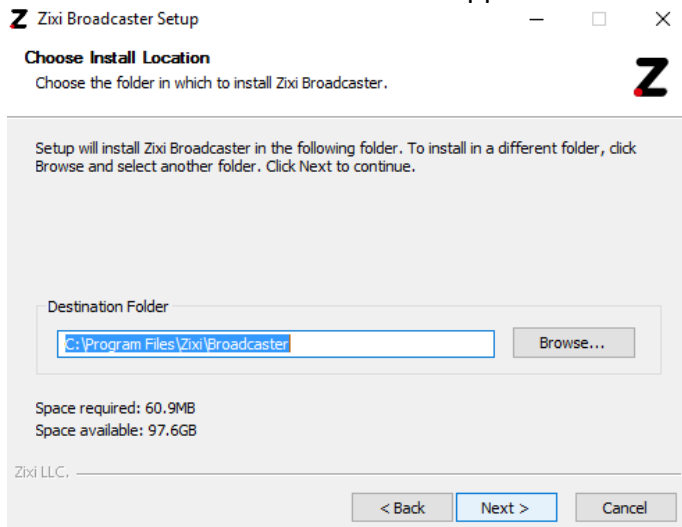 Zixi Broadcaster Setup
Choose Install Location
Choose the folder in which to install Zixi Broadcaster.
Z
Setup will install Zixi Broadcaster in the following folder. To install in a different folder, click
Browse and select another folder. Click Next to continue.
Destination Folder
C:\Program Files\Zixi\Broadcaster
Browse...
Space required: 60.9MB
Space available: 97.6GB
Zixi LLC.
< Back
Next >
Cancel